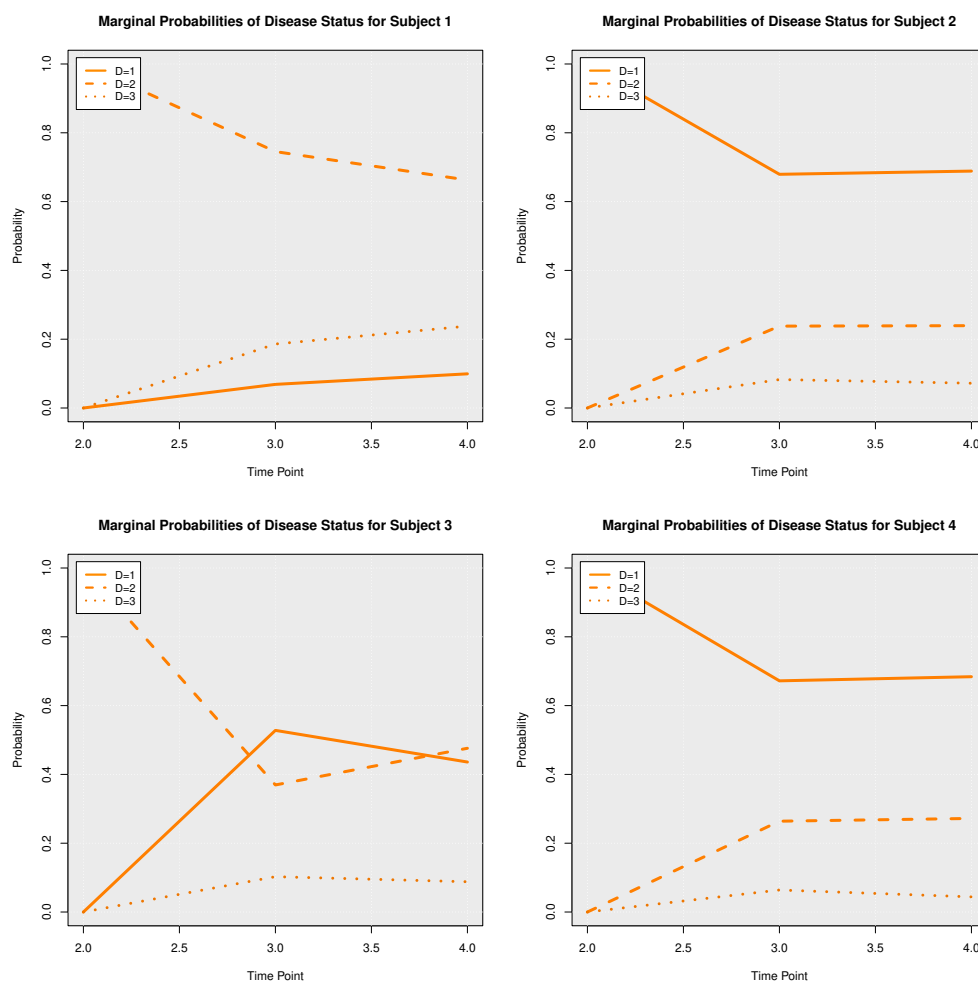 Marginal Probabilities of Disease Status for Subject 1
1.0
0.8
0.6
0.4
0.2
0.0
Probability
D=1
D=2
D=3
2.0 2.5 3.0 3.5 4.0
Time Point
Marginal Probabilities of Disease Status for Subject 2
1.0
0.8
0.6
0.4
0.2
0.0
Probability
D=1
D=2
D=3
2.0 2.5 3.0 3.5 4.0
Time Point
Marginal Probabilities of Disease Status for Subject 3
1.0
0.8
0.6
0.4
0.2
0.0
Probability
D=1
D=2
D=3
2.0 2.5 3.0 3.5 4.0
Time Point
Marginal Probabilities of Disease Status for Subject 4
1.0
0.8
0.6
0.4
0.2
0.0
Probability
D=1
D=2
D=3
2.0 2.5 3.0 3.5 4.0
Time Point